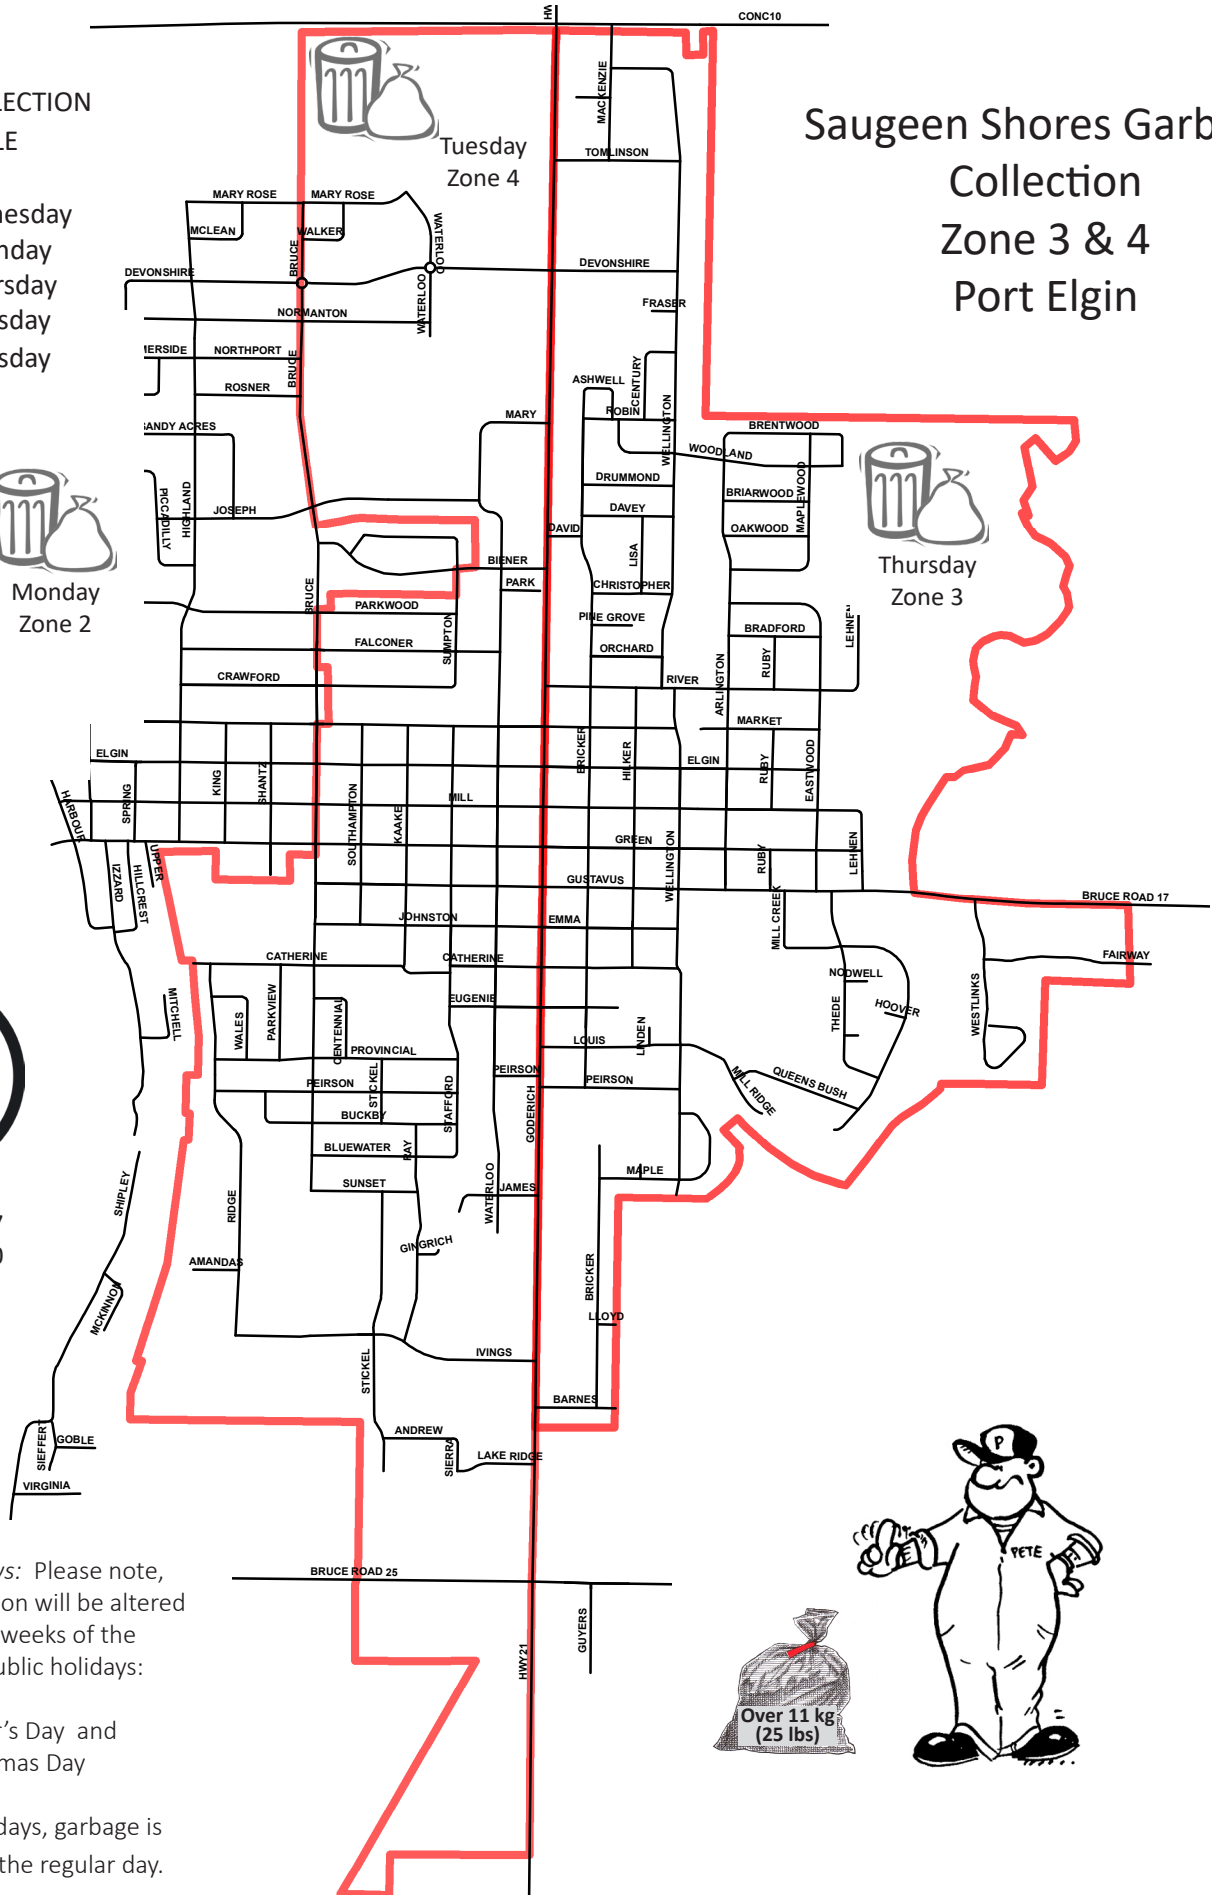 CONC10
HW
MACKENZIE
TOMLINSON
LECTION
LE
Saugeen Shores Garb
Collection
Zone 3 & 4
Port Elgin
Tuesday
Zone 4
nesday
nday
rsday
sday
sday
MARY ROSE
MARY ROSE
MCLEAN
WALKER
WATERLOO
BRUCE
DEVONSHIRE
DEVONSHIRE
WATERLOO
FRASER
NORMANTON
MERSIDE
NORTHPORT
BRUCE
ROSNER
ASHWELL
CENTURY
ROBIN
WELLINGTON
MARY
SANDY ACRES
BRENTWOOD
WOODLAND
DRUMMOND
BRIARWOOD
MAPLEWOOD
PICCADILLY
HIGHLAND
JOSEPH
DAVEY
DAVID
OAKWOOD
LISA
BIENER
Thursday
Zone 3
Monday
Zone 2
BRUCE
PARK
CHRISTOPHER
PARKWOOD
PINE GROVE
BRADFORD
LEHNEN
FALCONER
SUMPTON
ORCHARD
RUBY
CRAWFORD
RIVER
ARLINGTON
MARKET
ELGIN
BRICKER
HILKER
ELGIN
RUBY
EASTWOOD
KING
SHANTZ
HARBOUR
SPRING
MILL
SOUTHAMPTON
KAAKE
GREEN
UPPER
IZZARD
HILLCREST
GUSTAVUS
WELLINGTON
RUBY
LEHNEN
BRUCE ROAD 17
JOHNSTON
EMMA
MILL CREEK
CATHERINE
CATHERINE
FAIRWAY
NODWELL
MITCHELL
WALES
PARKVIEW
CENTENNIAL
EUGENIE
THEDE
HOOVER
WESTLINKS
LOUIS
LINDEN
PROVINCIAL
STICKEL
PEIRSON
PEIRSON
PEIRSON
MILL RIDGE
QUEENS BUSH
BUCKBY
STAFFORD
GODERICH
BLUEWATER
RAY
SUNSET
MAPLE
SHIPLEY
RIDGE
WATERLOO
JAMES
GINGRICH
AMANDAS
BRICKER
MCKINNON
LLOYD
IVINGS
STICKEL
BARNES
SIEFFERT
GOBLE
ANDREW
SIERRA
LAKE RIDGE
VIRGINIA
P
PETE
ys: Please note,
on will be altered
weeks of the
ublic holidays:
BRUCE ROAD 25
GUYERS
HWY21
Over 11 kg
(25 lbs)
r's Day and
mas Day
days, garbage is
the regular day.